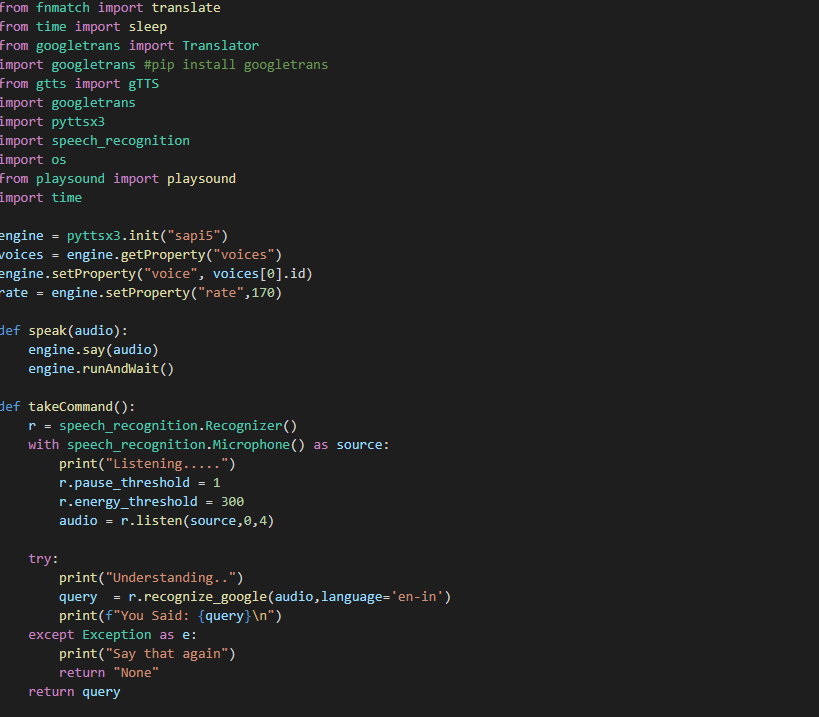 from fnmatch import translate
from time import sleep
from googletrans import Translator
import googletrans #pip install googletrans
from gtts import gTTS
import googletrans
import pyttsx3
import speech_recognition
import os
from playsound import playsound
import time
engine = pyttsx3.init("sapi5")
voices = engine.getProperty("voices")
engine.setProperty("voice", voices[0].id)
rate = engine.setProperty("rate",170)
def speak(audio):
    engine.say(audio)
    engine.runAndWait()
def takeCommand():
    r = speech_recognition.Recognizer()
    with speech_recognition.Microphone() as source:
        print("Listening.....")
        r.pause_threshold = 1
        r.energy_threshold = 300
        audio = r.listen(source,0,4)
    try:
        print("Understanding..")
        query  = r.recognize_google(audio,language='en-in')
        print(f"You Said: {query}\n")
    except Exception as e:
        print("Say that again")
        return "None"
    return query